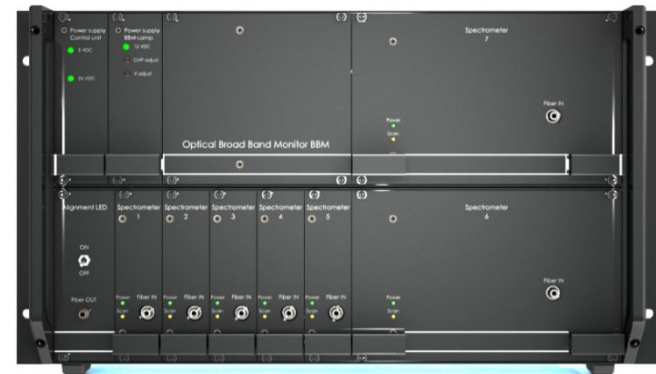 Power supply
Control unit
5 VDC
24 VDC
Power supply
BBM-Lamp
12 VDC
OVP adjust
V adjust
Optical Broad Band Monitor BBM
Spectrometer
7
Power
Scan
Fiber IN
Alignment LED
ON
OFF
Fiber OUT
Spectrometer
1
Power
Scan
Fiber IN
Spectrometer
2
Power
Scan
Fiber IN
Spectrometer
3
Power
Scan
Fiber IN
Spectrometer
4
Power
Scan
Fiber IN
Spectrometer
5
Power
Scan
Fiber IN
Spectrometer
6
Power
Scan
Fiber IN